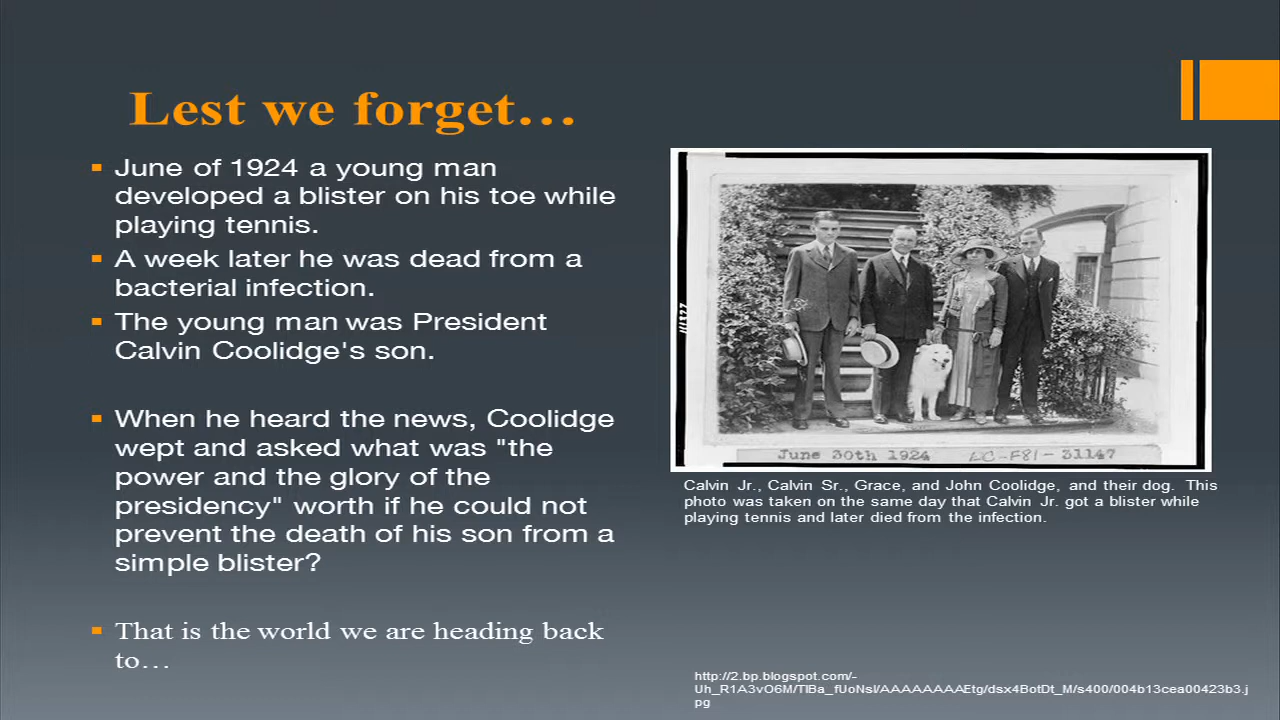 Lest we forget…
June of 1924 a young man
developed a blister on his toe while
playing tennis.
A week later he was dead from a
bacterial infection.
The young man was President
Calvin Coolidge's son.
When he heard the news, Coolidge
wept and asked what was "the
power and the glory of the
presidency" worth if he could not
prevent the death of his son from a
simple blister?
That is the world we are heading back
to…
June 30th 1924 LC-F81-31147
Calvin Jr., Calvin Sr., Grace, and John Coolidge, and their dog. This
photo was taken on the same day that Calvin Jr. got a blister while
playing tennis and later died from the infection.
http://2.bp.blogspot.com/-
Uh_R1A3vO6M/TIBa_fUoNsI/AAAAAAAAEtg/dsx4BotDt_M/s400/004b13cea00423b3.j
pg